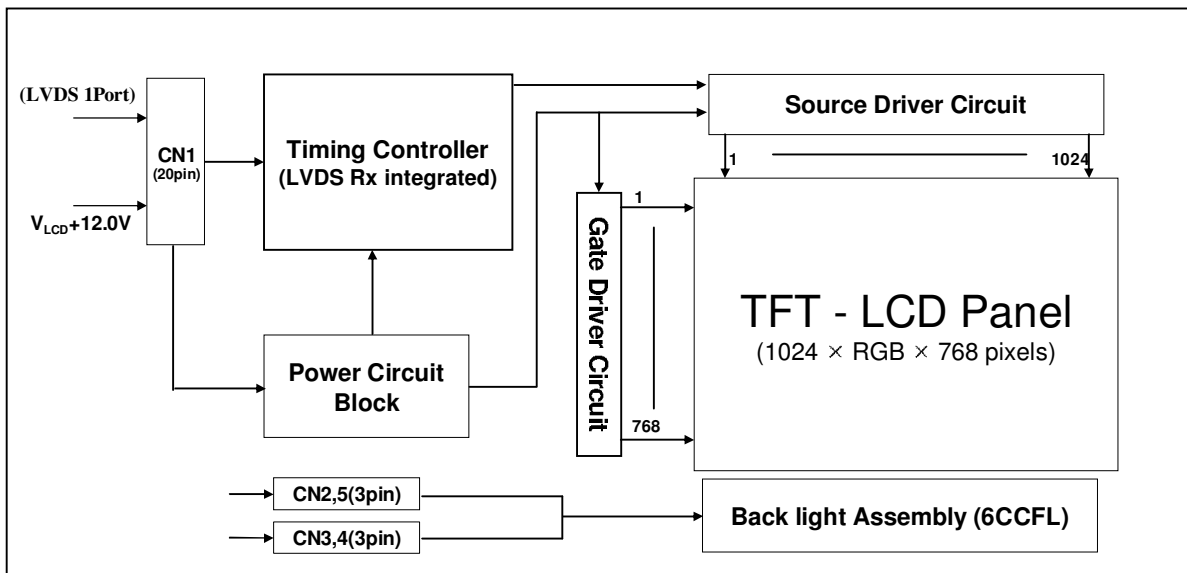 (LVDS 1Port)
CN1
(20pin)
V_LCD+12.0V
Timing Controller
(LVDS Rx integrated)
Power Circuit
Block
Source Driver Circuit
1
1024
Gate Driver Circuit
1
768
TFT - LCD Panel
(1024 × RGB × 768 pixels)
CN2,5(3pin)
CN3,4(3pin)
Back light Assembly (6CCFL)